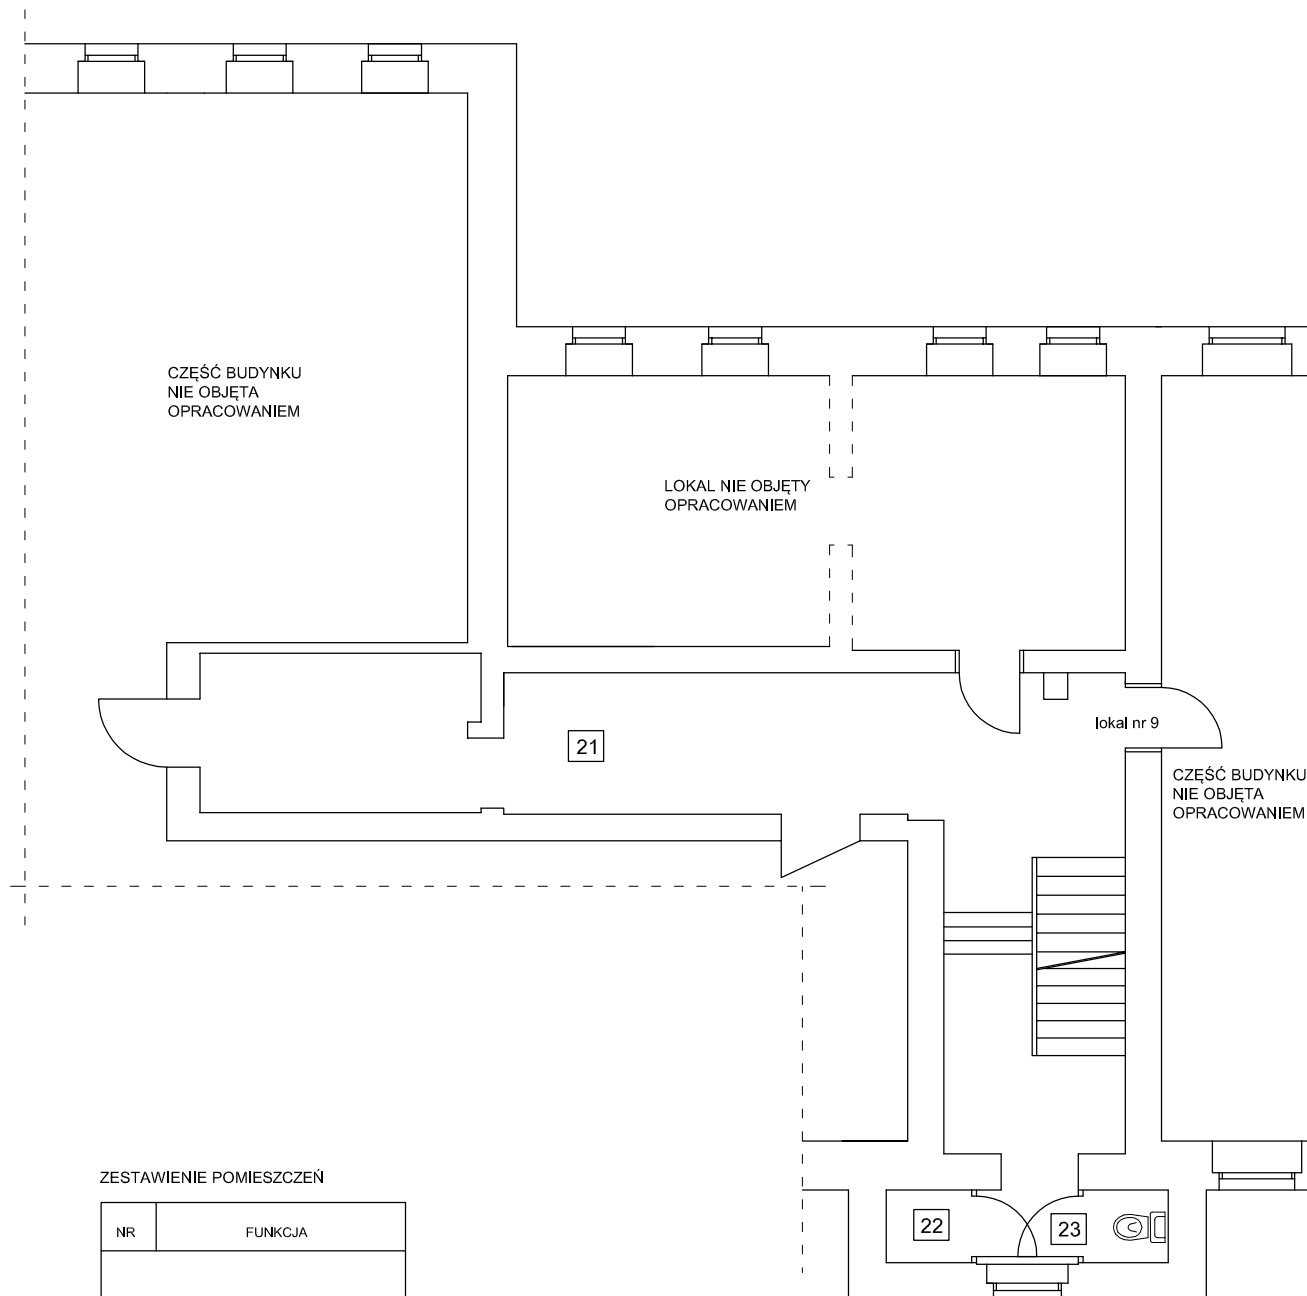 CZĘŚĆ BUDYNKU
NIE OBJĘTA
OPRACOWANIEM
LOKAL NIE OBJĘTY
OPRACOWANIEM
21
lokal nr 9
CZĘŚĆ BUDYNKU
NIE OBJĘTA
OPRACOWANIEM
ZESTAWIENIE POMIESZCZEŃ
NR FUNKCJA
22
23